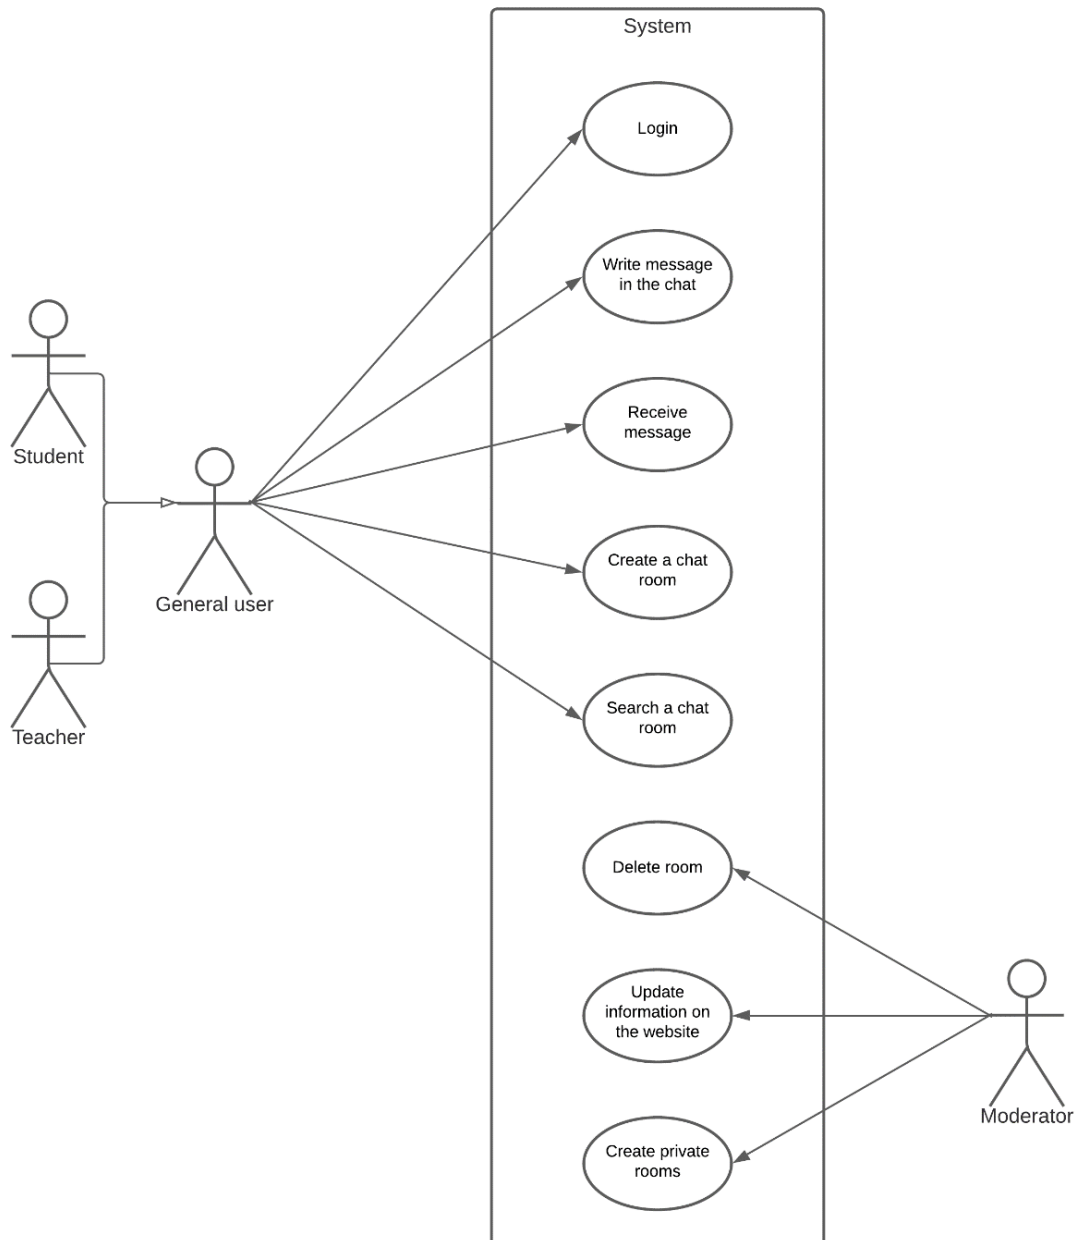 System
Login
Write message
in the chat
Student
Receive
message
General user
Create a chat
room
Teacher
Search a chat
room
Delete room
Update
information on
the website
Moderator
Create private
rooms